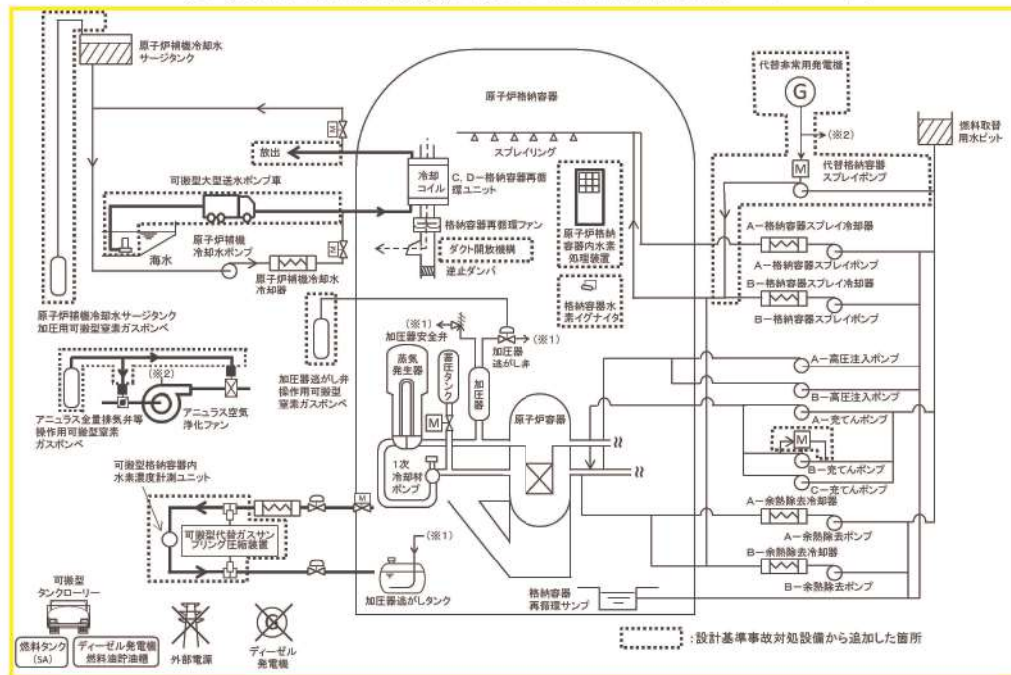 原子炉補機冷却水
サージタンク
放出
可搬型大型送水ポンプ車
海水
原子炉補機
冷却水ポンプ
原子炉補機冷却水
冷却器
原子炉補機冷却水サージタンク
加圧用可搬型窒素ガスボンベ
(※2)
アニュラス全量排気弁等
操作用可搬型窒素
ガスボンベ
アニュラス空気
浄化ファン
可搬型格納容器内
水素濃度計測ユニット
可搬型代替ガスサン
プリング圧縮装置
可搬型
タンクローリー
燃料タンク
(SA)
ディーゼル発電機
燃料油貯油槽
外部電源
ディーゼル
発電機
原子炉格納容器
スプレイリング
M
M
冷却
コイル
C,D-格納容器再循
環ユニット
格納容器再循環ファン
ダクト開放機構
逆止ダンパ
原子炉格納
容器内水素
処理装置
格納容器水
素イグナイタ
加圧器逃がし弁
操作用可搬型
窒素ガスボンベ
(※1)
加圧器安全弁
(※1)
加圧器
逃がし弁
蒸気
発生器
蓄圧タンク
加圧器
M
原子炉容器
1次
冷却材
ポンプ
M
(※1)
加圧器逃がしタンク
格納容器
再循環サンプ
代替非常用発電機
G
(※2)
M
代替格納容器
スプレイポンプ
燃料取替
用水ピット
A-格納容器スプレイ冷却器
A-格納容器スプレイポンプ
B-格納容器スプレイ冷却器
B-格納容器スプレイポンプ
A-高圧注入ポンプ
B-高圧注入ポンプ
A-充てんポンプ
M
B-充てんポンプ
C-充てんポンプ
A-余熱除去冷却器
A-余熱除去ポンプ
B-余熱除去冷却器
B-余熱除去ポンプ
:設計基準事故対処設備から追加した箇所